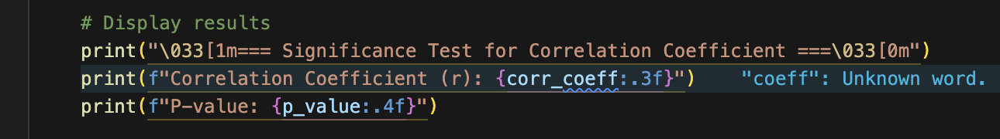 # Display results
print("\033[1m=== Significance Test for Correlation Coefficient ===\033[0m")
print(f"Correlation Coefficient (r): {corr_coeff:.3f}")    "coeff": Unknown word.
print(f"P-value: {p_value:.4f}")